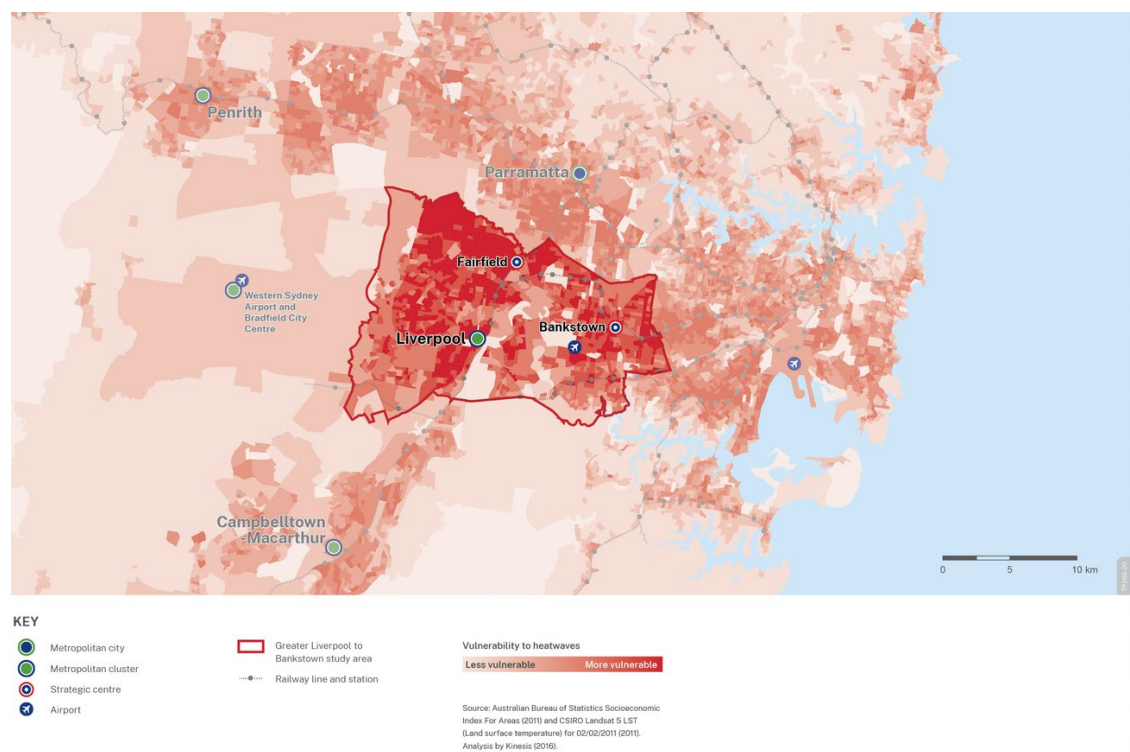 Penrith
Parramatta
Fairfield
Western Sydney
Airport and
Bradfield City
Centre
Bankstown
Liverpool
Campbelltown
-Macarthur
0 5 10 km
KEY
Metropolitan city
Metropolitan cluster
Strategic centre
Airport
Greater Liverpool to
Bankstown study area
Railway line and station
Vulnerability to heatwaves
Less vulnerable More vulnerable
Source: Australian Bureau of Statistics Socioeconomic
Index For Areas (2011) and CSIRO Landsat 5 LST
(Land surface temperature) for 02/02/2011 (2011).
Analysis by Kinesis (2016).